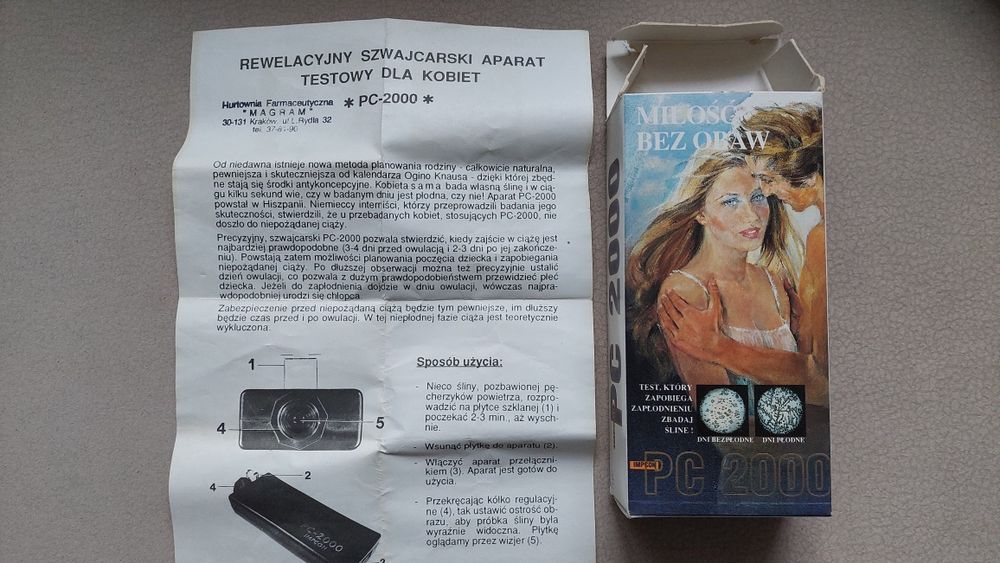 REWELACYJNY SZWAJCARSKI APARAT
TESTOWY DLA KOBIET
* PC-2000 *
Hurtownia Farmaceutyczna
"MAGRAM"
30-131 Kraków, ul L.Rydla 32
tel. 37-81-90
Od niedawna istnieje nowa metoda planowania rodziny - całkowicie naturalna,
pewniejsza i skuteczniejsza od kalendarza Ogino Knausa - dzięki której zbęd-
ne stają się środki antykoncepcyjne. Kobieta s a m a bada własną ślinę i w cią-
gu kilku sekund wie, czy w badanym dniu jest płodna, czy nie! Aparat PC-2000
powstał w Hiszpanii. Niemieccy interniści, którzy przeprowadzili badania jego
skuteczności, stwierdzili, że u przebadanych kobiet, stosujących PC-2000, nie
doszło do niepożądanej ciąży.
Precyzyjny, szwajcarski PC-2000 pozwala stwierdzić, kiedy zajście w ciążę jest
najbardziej prawdopodobne (3-4 dni przed owulacją i 2-3 dni po jej zakończe-
niu). Powstają zatem możliwości planowania poczęcia dziecka i zapobiegania
niepożądanej ciąży. Po dłuższej obserwacji można też precyzyjnie ustalić
dzień owulacji, co pozwala z dużym prawdopodobieństwem przewidzieć płeć
dziecka. Jeżeli do zapłodnienia dojdzie w dniu owulacji, wówczas najpra-
wdopodobniej urodzi się chłopca
Zabezpieczenie przed niepożądaną ciążą będzie tym pewniejsze, im dłuższy
będzie czas przed i po owulacji. W tej niepłodnej fazie ciąża jest teoretycznie
wykluczona.
1
4
5
4
2
PC-2000
IMPCON
3
Sposób użycia:
- Nieco śliny, pozbawionej pę-
cherzyków powietrza, rozpro-
wadzić na płytce szklanej (1) i
poczekać 2-3 min., aż wysch-
nie.
- Wsunąć płytkę do aparatu (2).
- Włączyć aparat przełączni-
kiem (3). Aparat jest gotów do
użycia.
- Przekręcając kółko regulacyj-
ne (4), tak ustawić ostrość ob-
razu, aby próbka śliny była
wyraźnie widoczna. Płytkę
oglądamy przez wizjer (5).
PC 2000
MIŁOŚĆ
BEZ OBAW
TEST, KTÓRY
ZAPOBIEGA
ZAPŁODNIENIU
ZBADAJ
ŚLINE !
DNI BEZPŁODNE
DNI PŁODNE
IMPCON
PC 2000